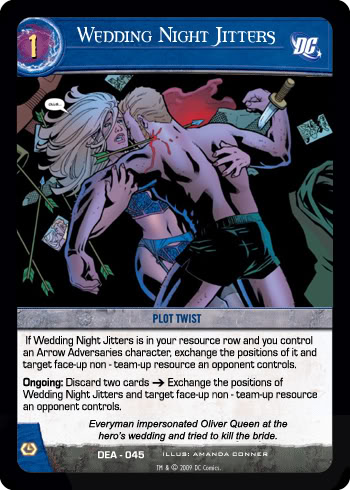 1
WEDDING NIGHT JITTERS
DC
PLOT TWIST
If Wedding Night Jitters is in your resource row and you control
an Arrow Adversaries character, exchange the positions of it and
target face-up non - team-up resource an opponent controls.
Ongoing: Discard two cards ➔ Exchange the positions of
Wedding Night Jitters and target face-up non - team-up resource
an opponent controls.
Everyman impersonated Oliver Queen at the
hero's wedding and tried to kill the bride.
DEA - 045 ILLUS: AMANDA CONNER
TM & © 2009 DC Comics.